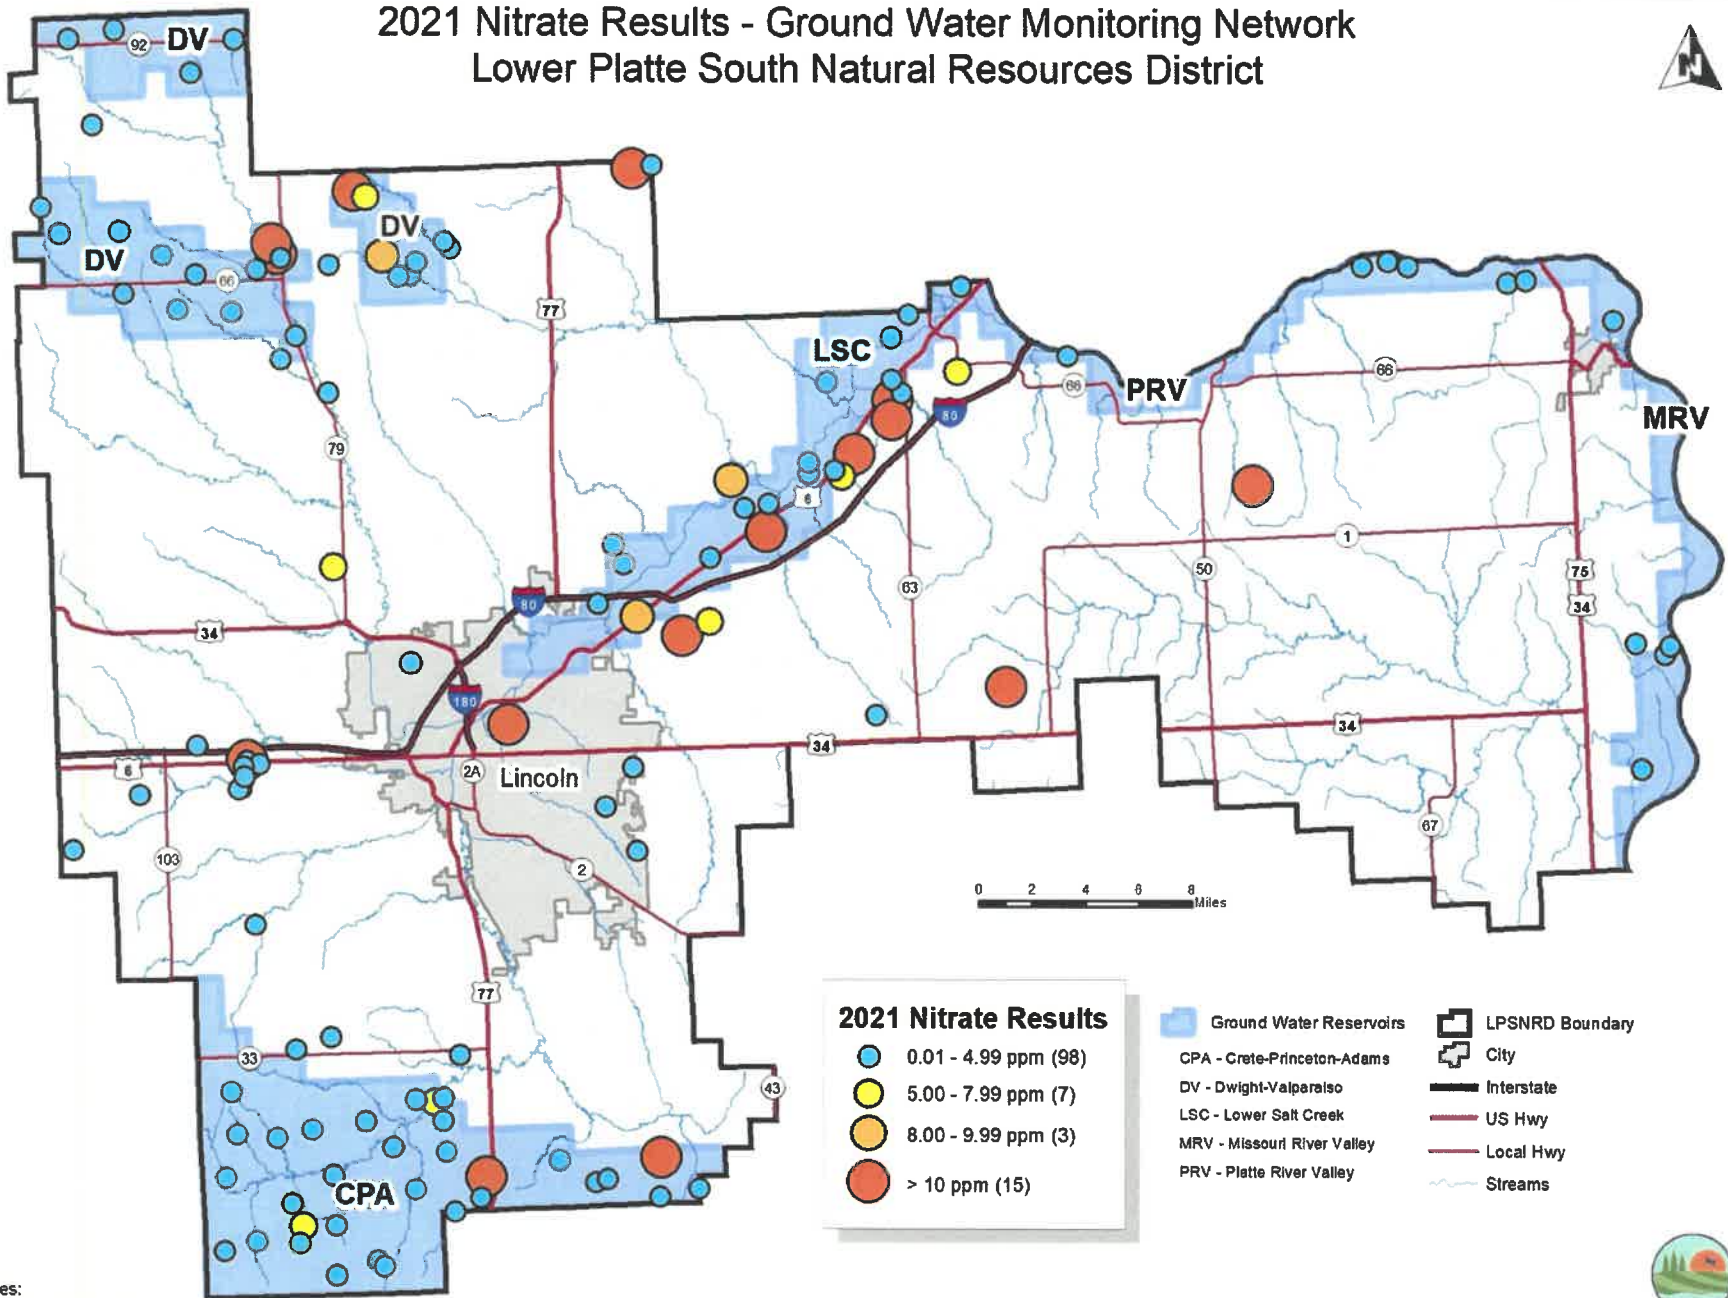 2021 Nitrate Results - Ground Water Monitoring Network
Lower Platte South Natural Resources District
N
92
DV
DV
66
DV
77
79
LSC
80
6
66
PRV
66
MRV
63
50
1
75
34
34
80
180
34
34
6
2A
Lincoln
103
2
67
0 2 4 6 8
Miles
77
33
43
CPA
2021 Nitrate Results
0.01 - 4.99 ppm (98)
5.00 - 7.99 ppm (7)
8.00 - 9.99 ppm (3)
> 10 ppm (15)
Ground Water Reservoirs
CPA - Crete-Princeton-Adams
DV - Dwight-Valparaiso
LSC - Lower Salt Creek
MRV - Missouri River Valley
PRV - Platte River Valley
LPSNRD Boundary
City
Interstate
US Hwy
Local Hwy
Streams
es: